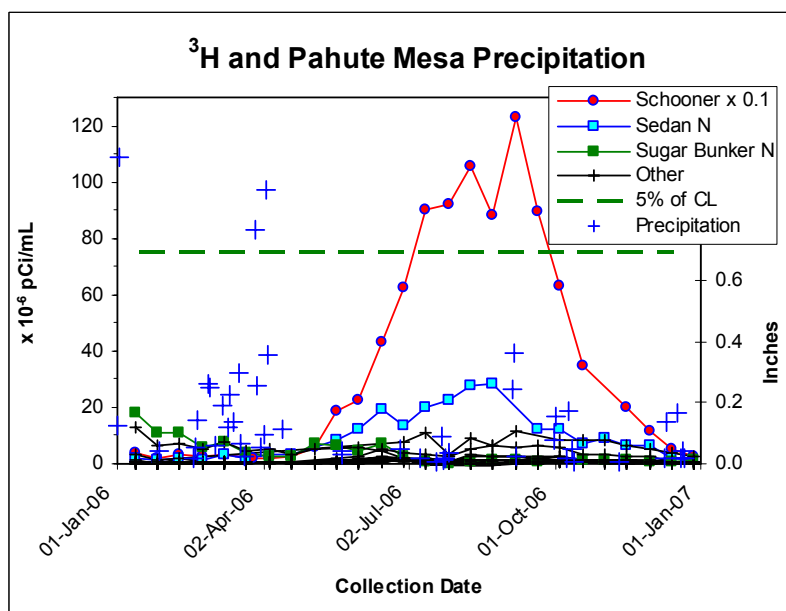 ³H and Pahute Mesa Precipitation
Schooner x 0.1
Sedan N
Sugar Bunker N
Other
5% of CL
Precipitation
120
100
80
60
40
20
0
x 10⁻⁶ pCi/mL
0.6
0.4
0.2
0.0
Inches
01-Jan-06
02-Apr-06
02-Jul-06
01-Oct-06
01-Jan-07
Collection Date